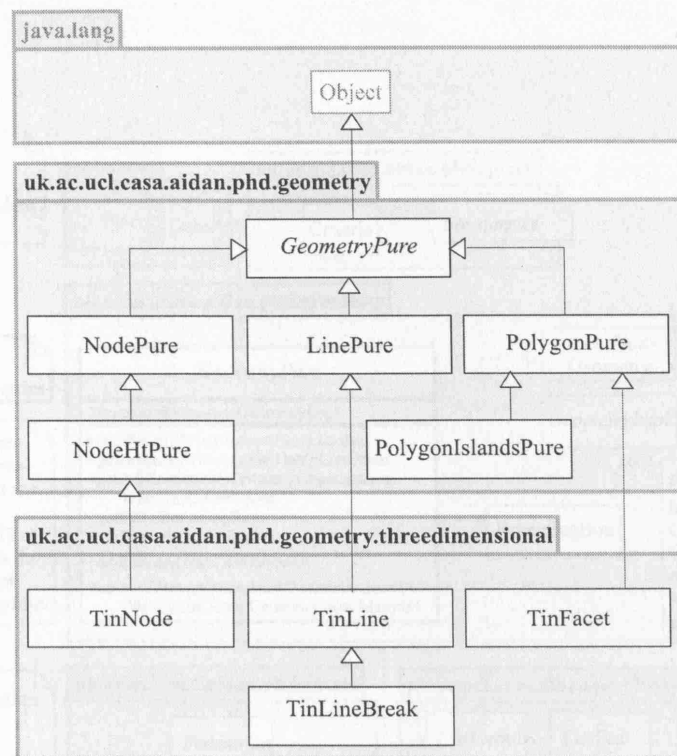 java.lang
Object
uk.ac.ucl.casa.aidan.phd.geometry
GeometryPure
NodePure
LinePure
PolygonPure
NodeHtPure
PolygonIslandsPure
uk.ac.ucl.casa.aidan.phd.geometry.threedimensional
TinNode
TinLine
TinFacet
TinLineBreak